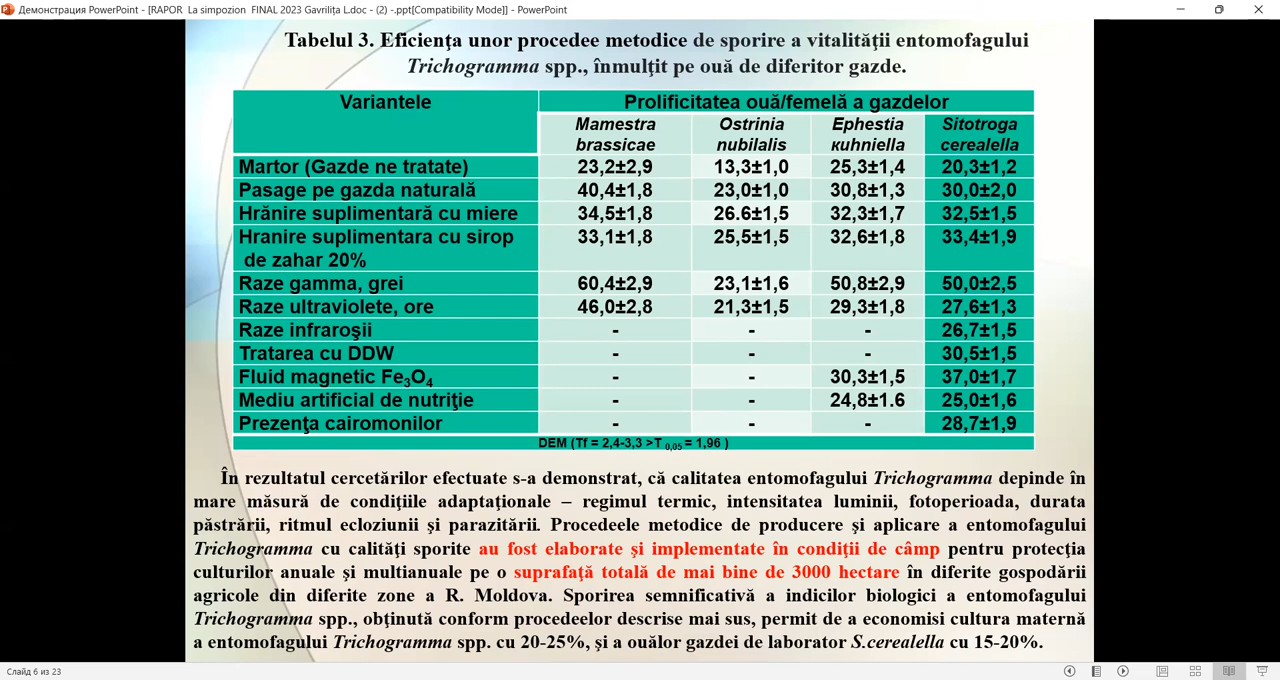 Демонстрация PowerPoint - [RAPOR La simpozion FINAL 2023 Gavrilița L.doc - (2) -.ppt[Compatibility Mode]] - PowerPoint
Tabelul 3. Eficienţa unor procedee metodice de sporire a vitalităţii entomofagului
Trichogramma spp., înmulţit pe ouă de diferitor gazde.
Variantele Prolificitatea ouă/femelă a gazdelor
Mamestra brassicae Ostrinia nubilalis Ephestia кuhniella Sitotroga cerealella
Martor (Gazde ne tratate) 23,2±2,9 13,3±1,0 25,3±1,4 20,3±1,2
Pasage pe gazda naturală 40,4±1,8 23,0±1,0 30,8±1,3 30,0±2,0
Hrănire suplimentară cu miere 34,5±1,8 26.6±1,5 32,3±1,7 32,5±1,5
Hranire suplimentara cu sirop de zahar 20% 33,1±1,8 25,5±1,5 32,6±1,8 33,4±1,9
Raze gamma, grei 60,4±2,9 23,1±1,6 50,8±2,9 50,0±2,5
Raze ultraviolete, ore 46,0±2,8 21,3±1,5 29,3±1,8 27,6±1,3
Raze infraroşii - - - 26,7±1,5
Tratarea cu DDW - - - 30,5±1,5
Fluid magnetic Fe3O4 - - 30,3±1,5 37,0±1,7
Mediu artificial de nutriţie - - 24,8±1.6 25,0±1,6
Prezenţa cairomonilor - - - 28,7±1,9
DEM (Tf = 2,4-3,3 >T 0,05 = 1,96 )
În rezultatul cercetărilor efectuate s-a demonstrat, că calitatea entomofagului Trichogramma depinde în
mare măsură de condiţiile adaptaţionale – regimul termic, intensitatea luminii, fotoperioada, durata
păstrării, ritmul ecloziunii şi parazitării. Procedeele metodice de producere şi aplicare a entomofagului
Trichogramma cu calităţi sporite au fost elaborate şi implementate în condiţii de câmp pentru protecţia
culturilor anuale şi multianuale pe o suprafaţă totală de mai bine de 3000 hectare în diferite gospodării
agricole din diferite zone a R. Moldova. Sporirea semnificativă a indicilor biologici a entomofagului
Trichogramma spp., obţinută conform procedeelor descrise mai sus, permit de a economisi cultura maternă
a entomofagului Trichogramma spp. cu 20-25%, şi a ouălor gazdei de laborator S.cerealella cu 15-20%.
Слайд 6 из 23